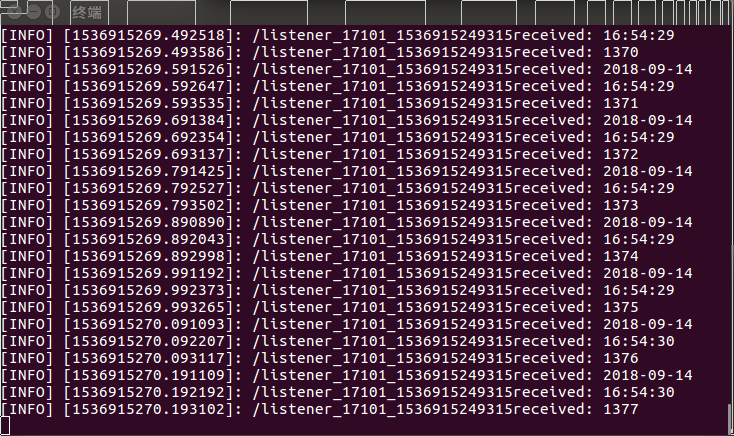 终端
[INFO] [1536915269.492518]: /listener_17101_1536915249315received: 16:54:29
[INFO] [1536915269.493586]: /listener_17101_1536915249315received: 1370
[INFO] [1536915269.591526]: /listener_17101_1536915249315received: 2018-09-14
[INFO] [1536915269.592647]: /listener_17101_1536915249315received: 16:54:29
[INFO] [1536915269.593535]: /listener_17101_1536915249315received: 1371
[INFO] [1536915269.691384]: /listener_17101_1536915249315received: 2018-09-14
[INFO] [1536915269.692354]: /listener_17101_1536915249315received: 16:54:29
[INFO] [1536915269.693137]: /listener_17101_1536915249315received: 1372
[INFO] [1536915269.791425]: /listener_17101_1536915249315received: 2018-09-14
[INFO] [1536915269.792527]: /listener_17101_1536915249315received: 16:54:29
[INFO] [1536915269.793502]: /listener_17101_1536915249315received: 1373
[INFO] [1536915269.890890]: /listener_17101_1536915249315received: 2018-09-14
[INFO] [1536915269.892043]: /listener_17101_1536915249315received: 16:54:29
[INFO] [1536915269.892998]: /listener_17101_1536915249315received: 1374
[INFO] [1536915269.991192]: /listener_17101_1536915249315received: 2018-09-14
[INFO] [1536915269.992373]: /listener_17101_1536915249315received: 16:54:29
[INFO] [1536915269.993265]: /listener_17101_1536915249315received: 1375
[INFO] [1536915270.091093]: /listener_17101_1536915249315received: 2018-09-14
[INFO] [1536915270.092207]: /listener_17101_1536915249315received: 16:54:30
[INFO] [1536915270.093117]: /listener_17101_1536915249315received: 1376
[INFO] [1536915270.191109]: /listener_17101_1536915249315received: 2018-09-14
[INFO] [1536915270.192192]: /listener_17101_1536915249315received: 16:54:30
[INFO] [1536915270.193102]: /listener_17101_1536915249315received: 1377